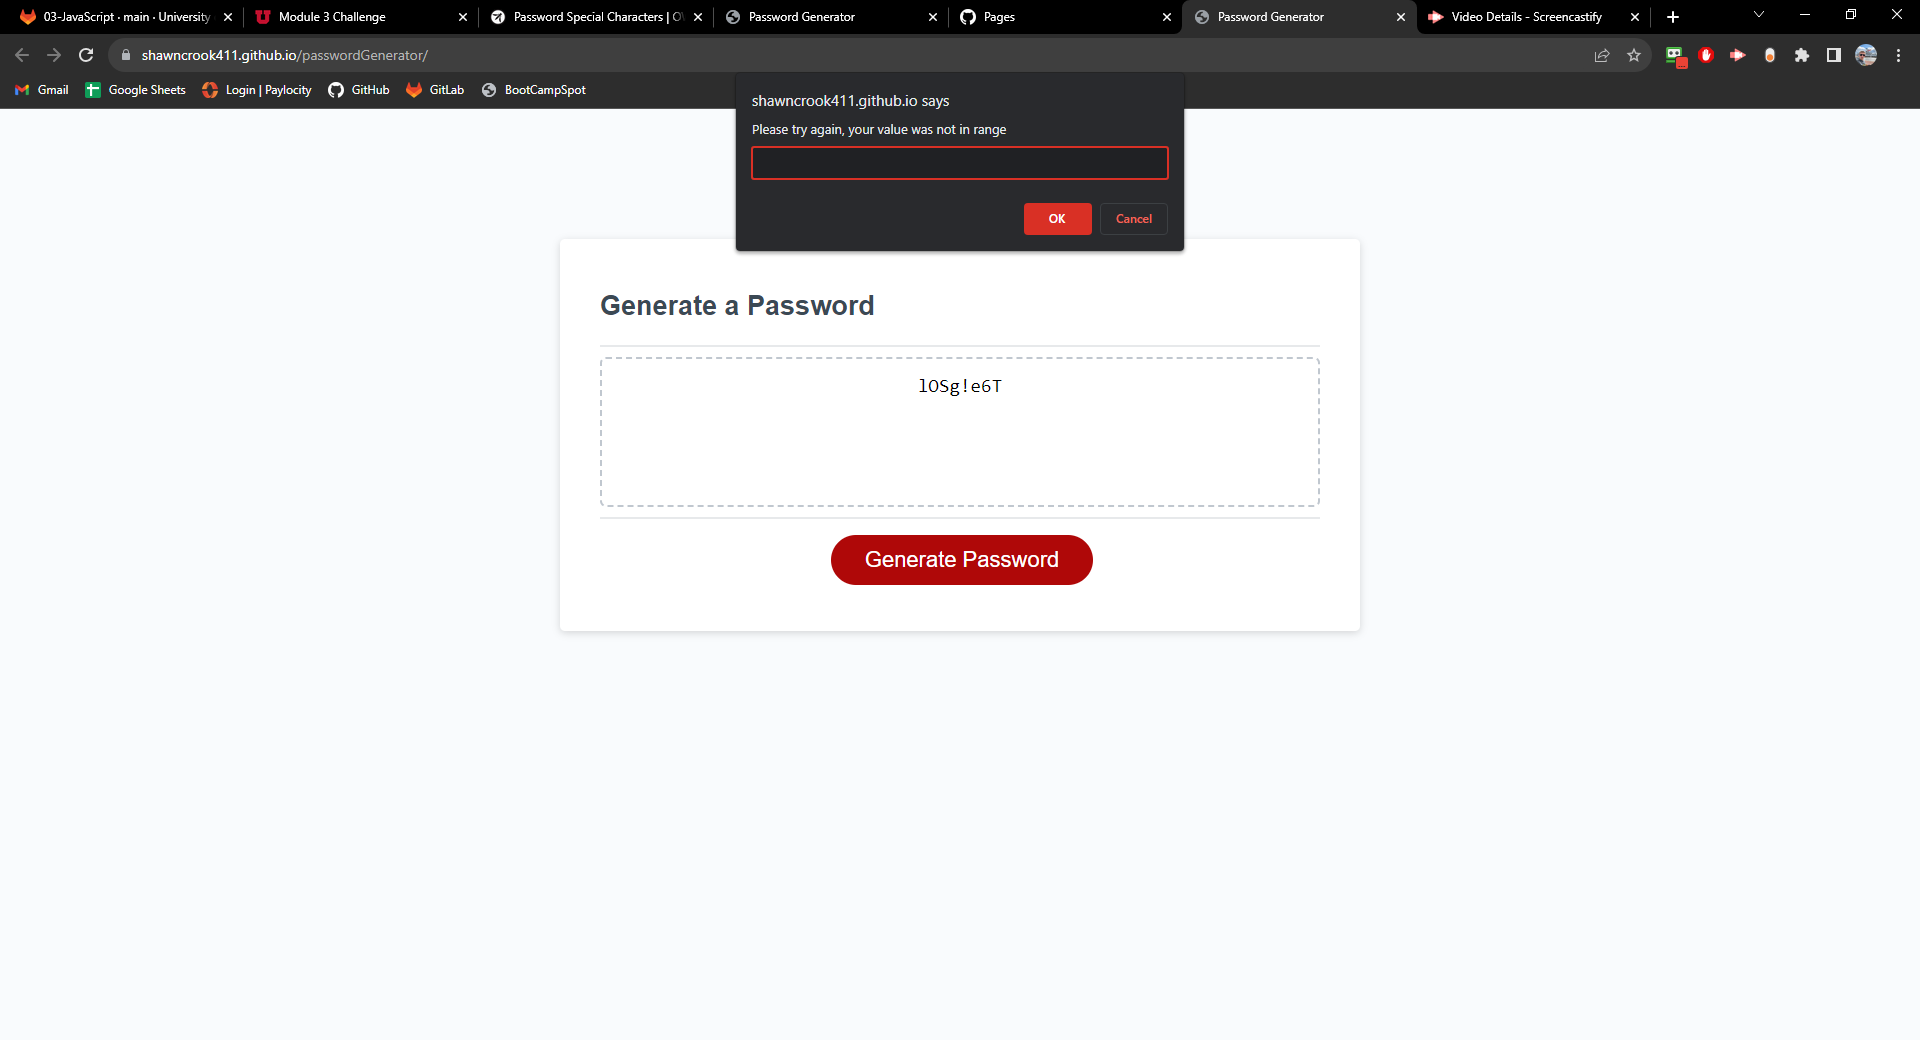 03-JavaScript · main · University
Module 3 Challenge
Password Special Characters | O
Password Generator
Pages
Password Generator
Video Details - Screencastify
shawncrook411.github.io/passwordGenerator/
Gmail
Google Sheets
Login | Paylocity
GitHub
GitLab
BootCampSpot
shawncrook411.github.io says
Please try again, your value was not in range
OK
Cancel
Generate a Password
lOSg!e6T
Generate Password